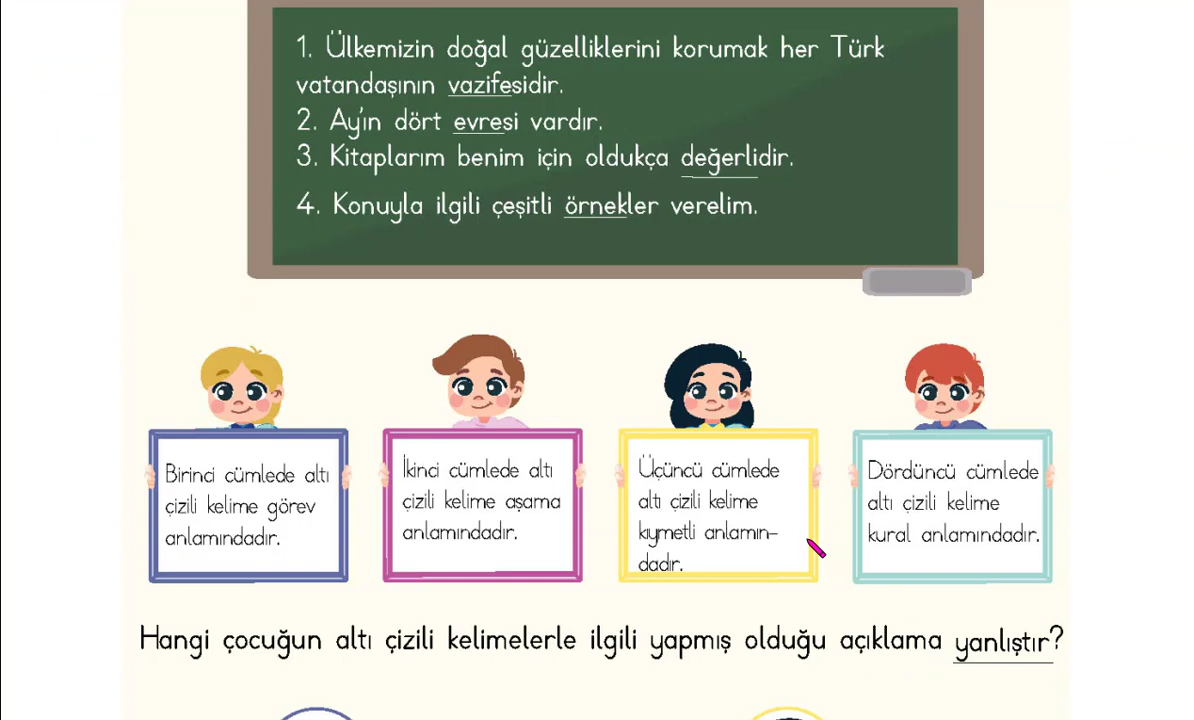 1. Ülkemizin doğal güzelliklerini korumak her Türk
vatandaşının vazifesidir.
2. Ay'ın dört evresi vardır.
3. Kitaplarım benim için oldukça değerlidir.
4. Konuyla ilgili çeşitli örnekler verelim.
Birinci cümlede altı
çizili kelime görev
anlamındadır.
İkinci cümlede altı
çizili kelime aşama
anlamındadır.
Üçüncü cümlede
altı çizili kelime
kıymetli anlamın-
dadır.
Dördüncü cümlede
altı çizili kelime
kural anlamındadır.
Hangi çocuğun altı çizili kelimelerle ilgili yapmış olduğu açıklama yanlıştır?